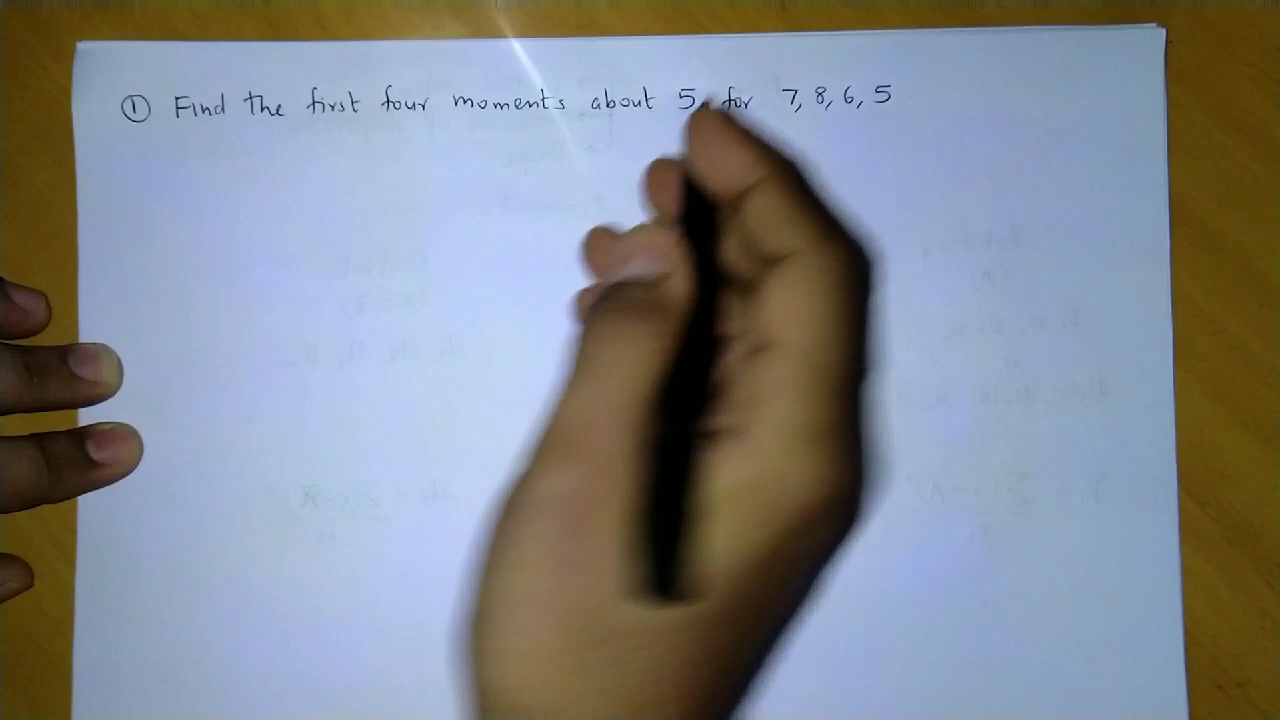 ① Find the first four moments about 5, for 7, 8, 6, 5